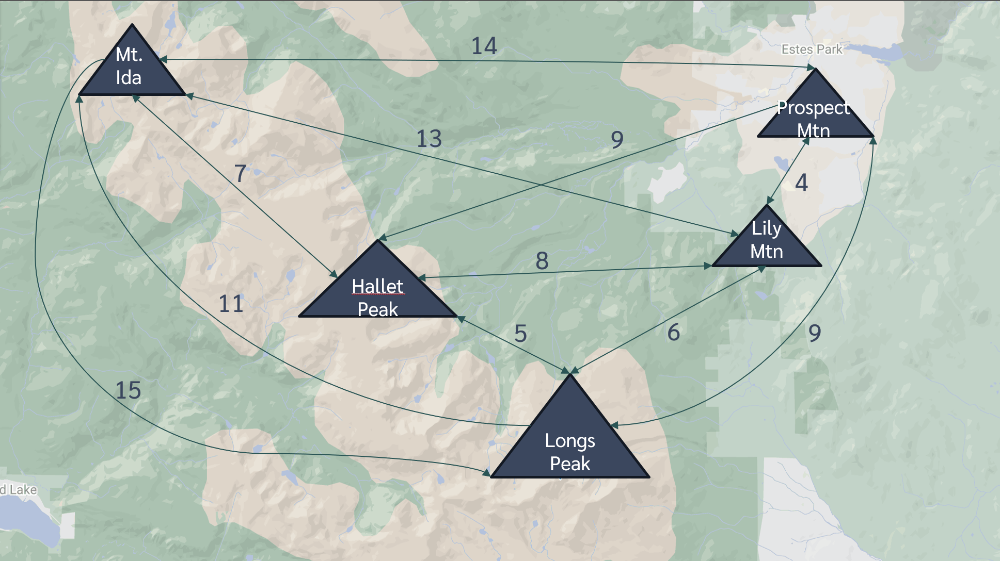 14
Estes Park
Mt.
Ida
Prospect
Mtn
13
9
7
4
Lily
Mtn
8
Hallet
Peak
11
5
6
9
15
Longs
Peak
d Lake